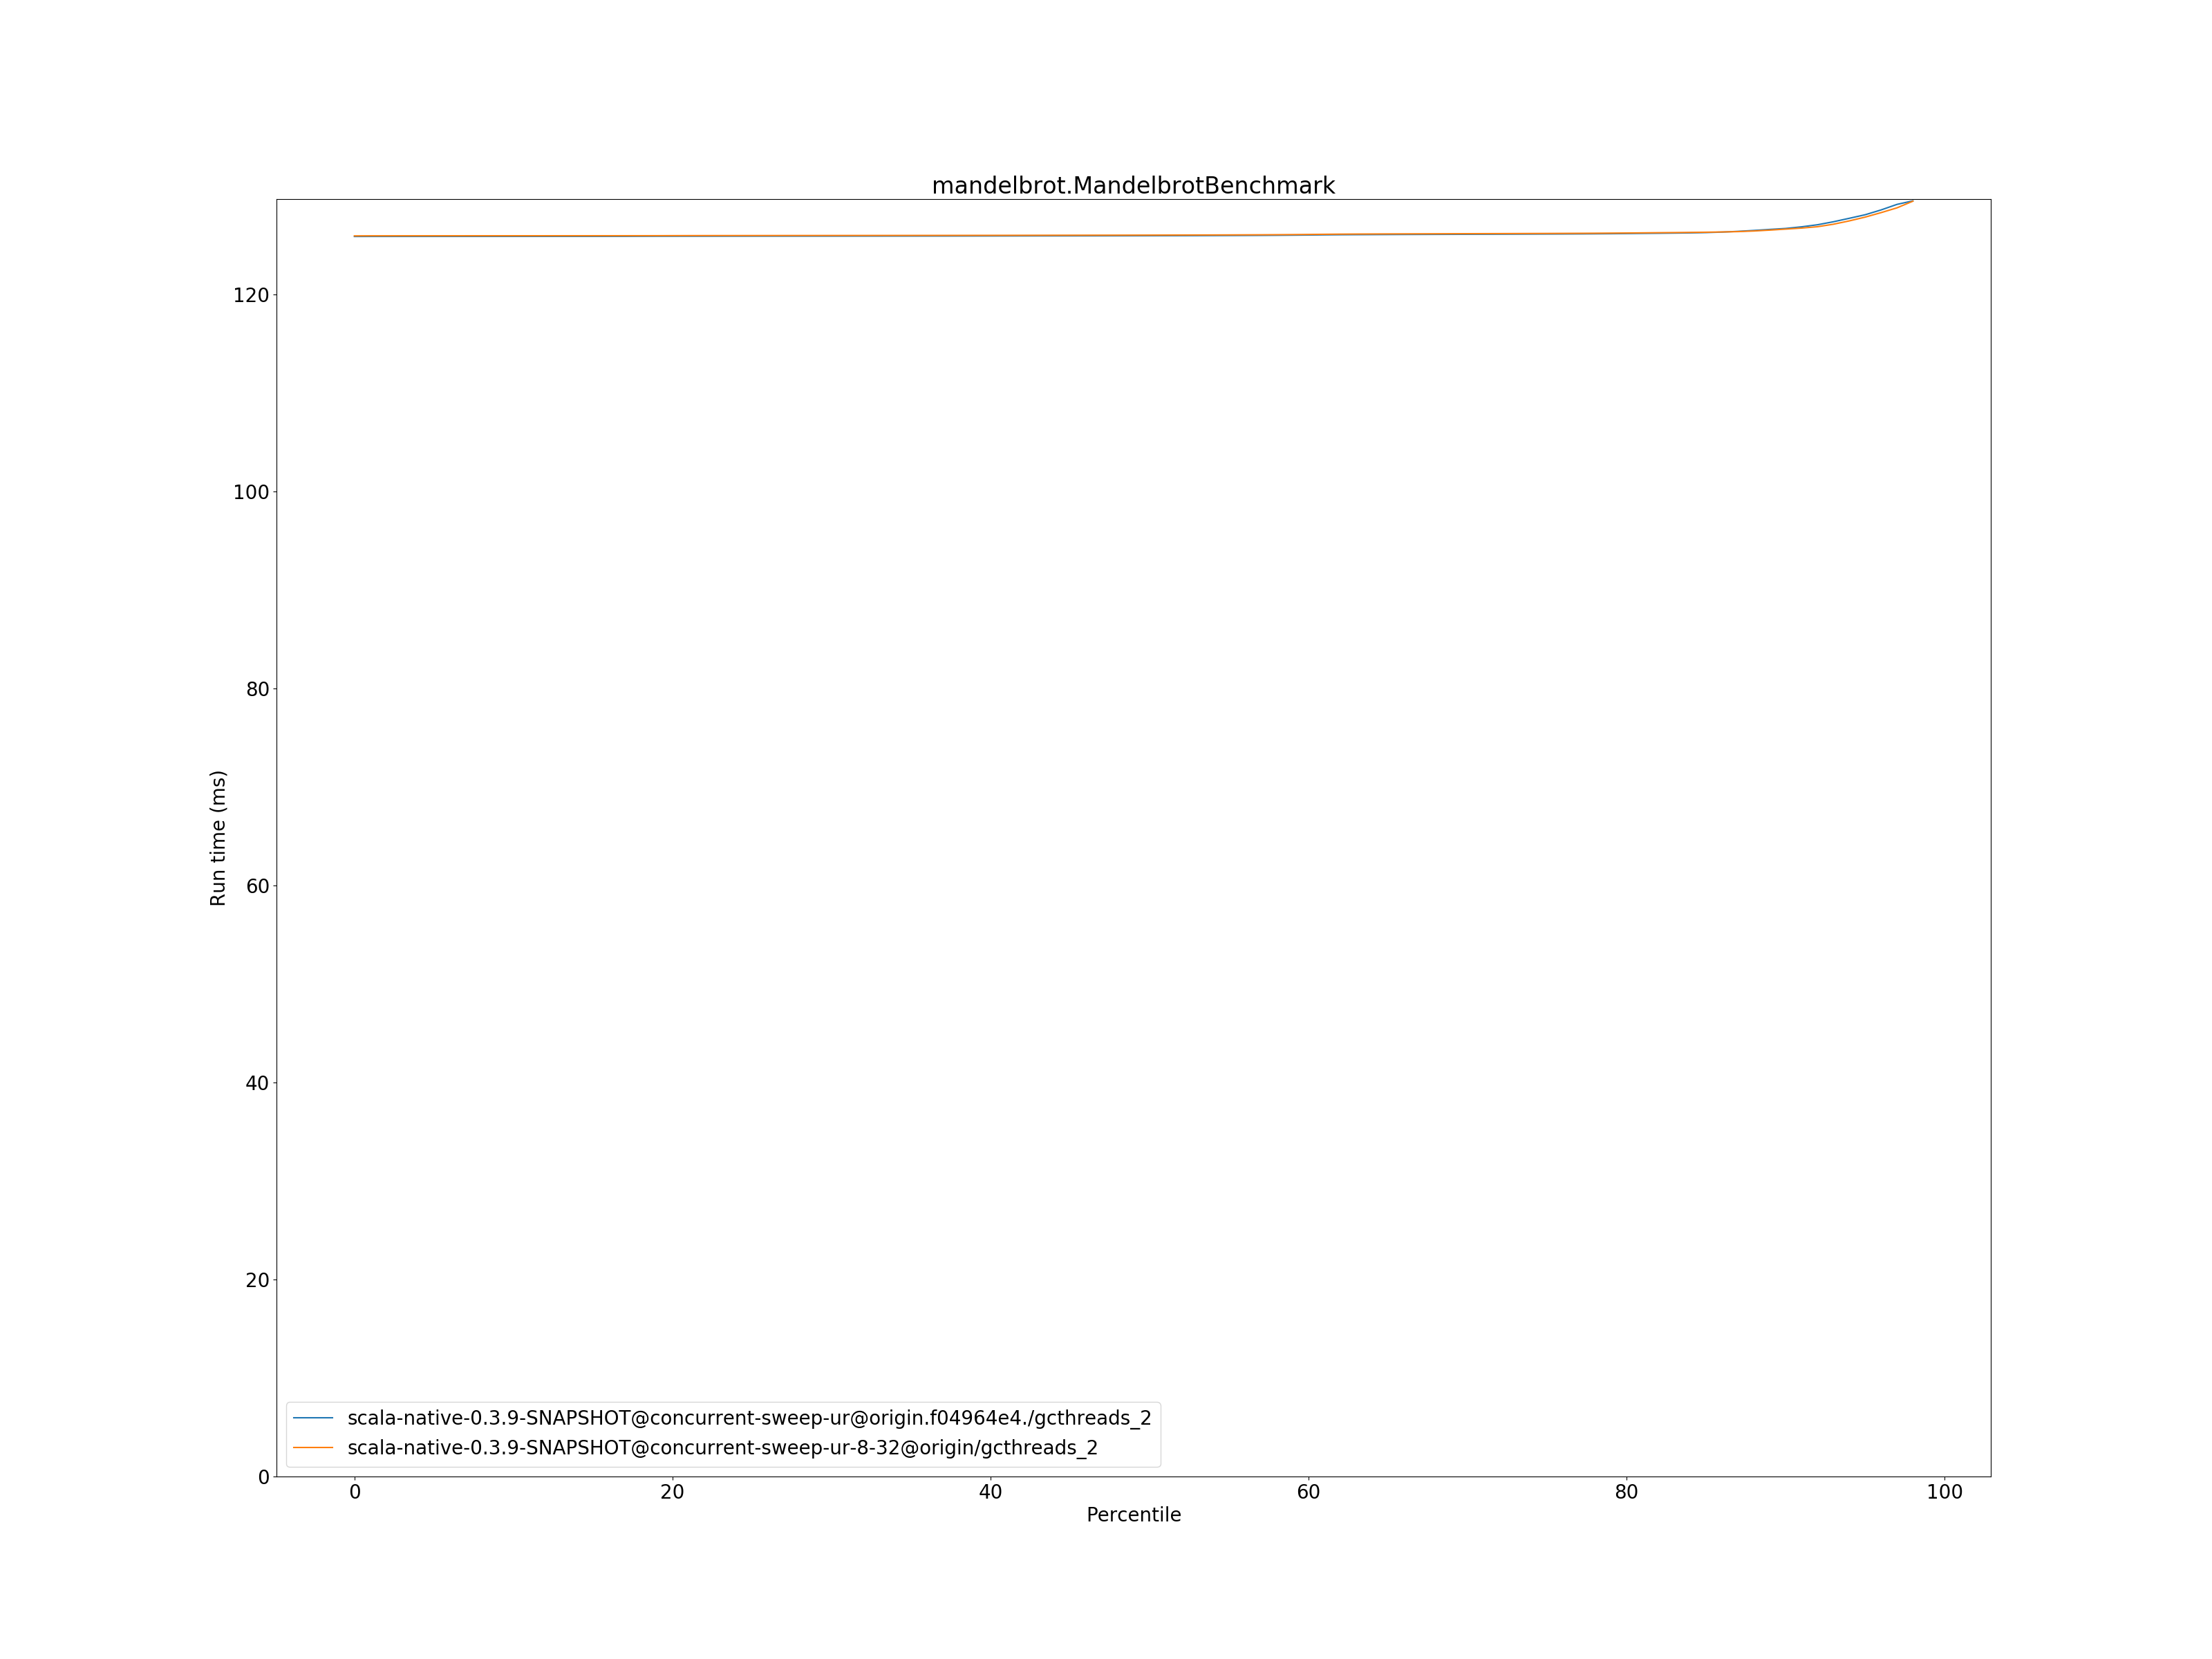 mandelbrot.MandelbrotBenchmark
Run time (ms)
120
100
80
60
40
20
0
scala-native-0.3.9-SNAPSHOT@concurrent-sweep-ur@origin.f04964e4./gcthreads_2
scala-native-0.3.9-SNAPSHOT@concurrent-sweep-ur-8-32@origin/gcthreads_2
0 20 40 60 80 100
Percentile